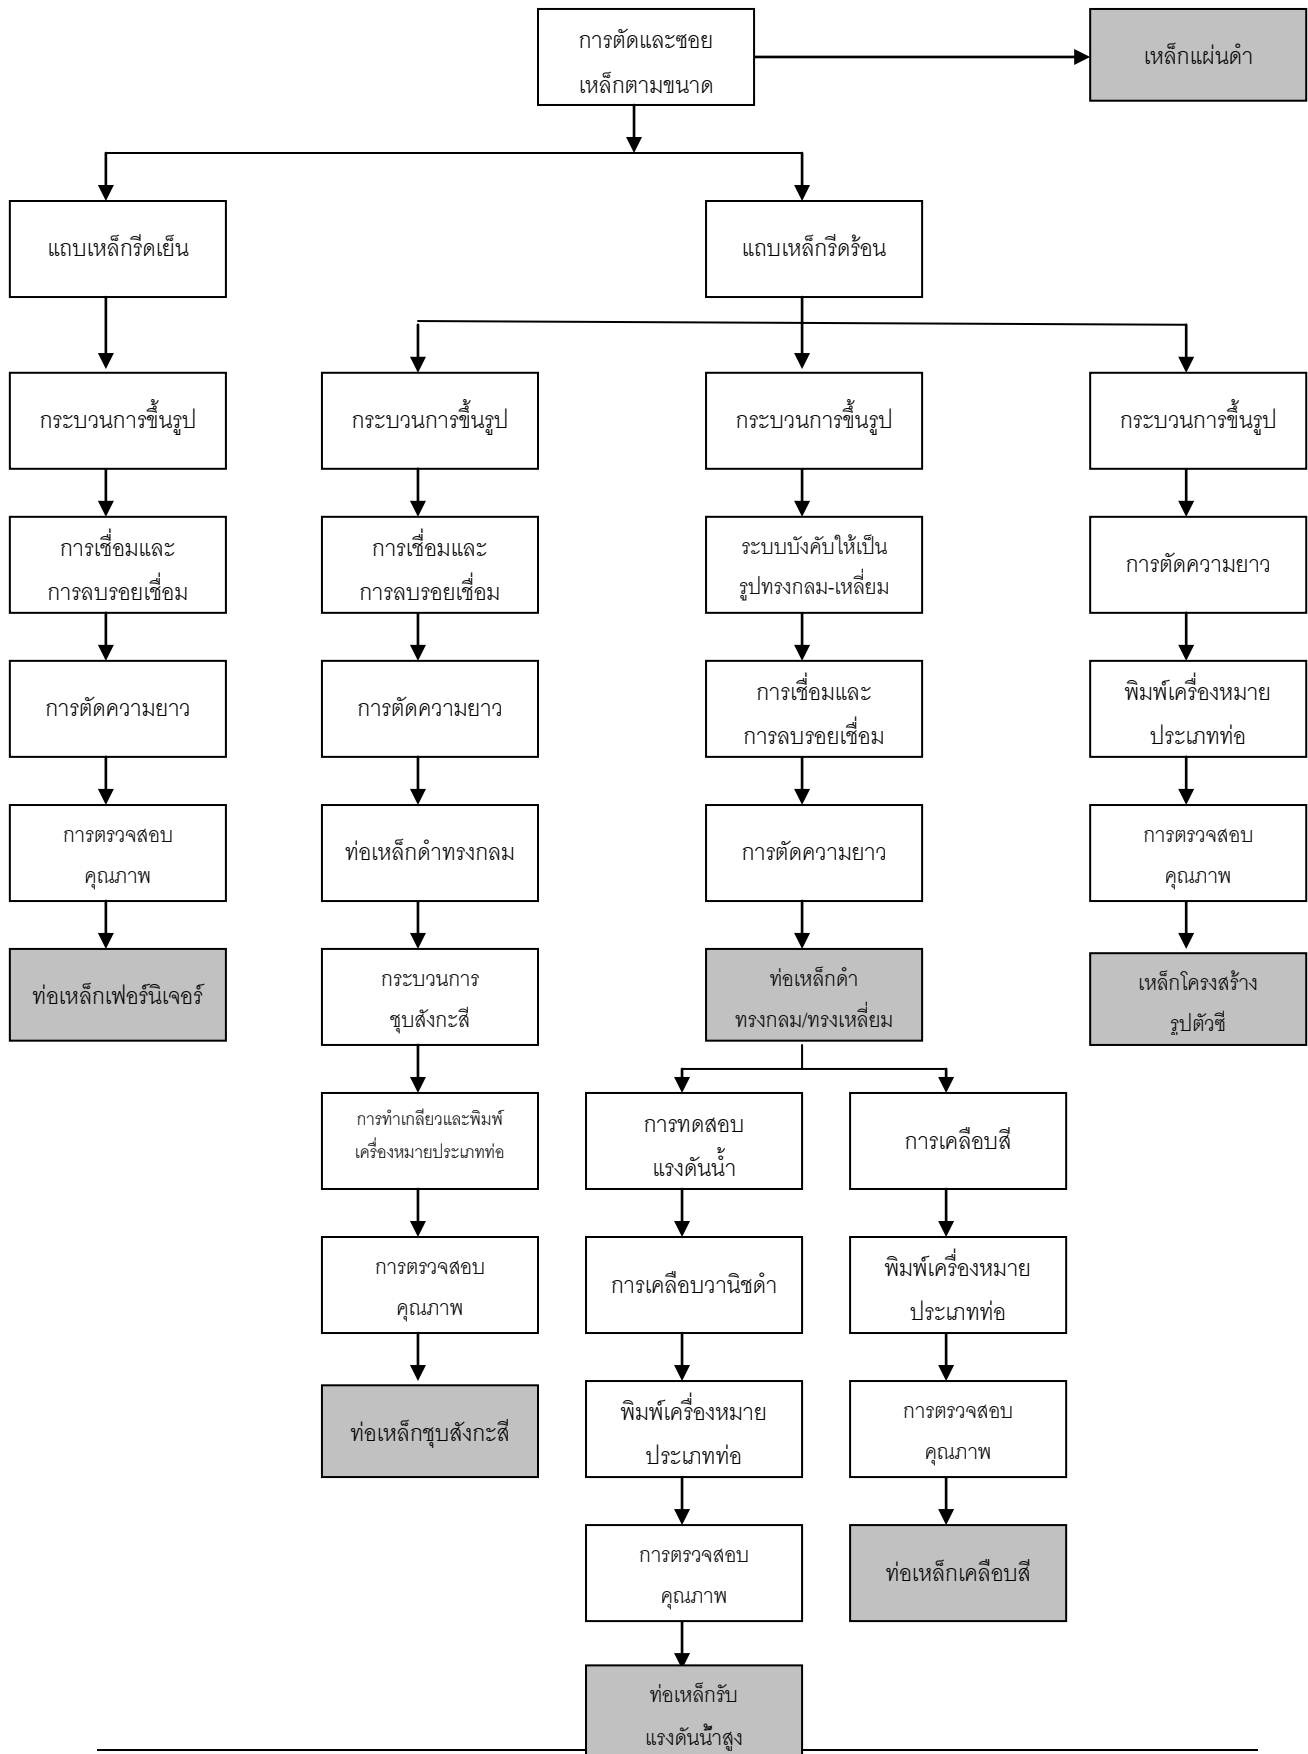 การตัดและซอย
เหล็กตามขนาด
เหล็กแผ่นดำ
แถบเหล็กรีดเย็น
แถบเหล็กรีดร้อน
กระบวนการขึ้นรูป
กระบวนการขึ้นรูป
กระบวนการขึ้นรูป
กระบวนการขึ้นรูป
การเชื่อมและ
การลบรอยเชื่อม
การเชื่อมและ
การลบรอยเชื่อม
ระบบบังคับให้เป็น
รูปทรงกลม-เหลี่ยม
การตัดความยาว
การตัดความยาว
การตัดความยาว
การเชื่อมและ
การลบรอยเชื่อม
พิมพ์เครื่องหมาย
ประเภทท่อ
การตรวจสอบ
คุณภาพ
ท่อเหล็กดำทรงกลม
การตัดความยาว
การตรวจสอบ
คุณภาพ
ท่อเหล็กเฟอร์นิเจอร์
กระบวนการ
ชุบสังกะสี
ท่อเหล็กดำ
ทรงกลม/ทรงเหลี่ยม
เหล็กโครงสร้าง
รูปตัวซี
การทำเกลียวและพิมพ์
เครื่องหมายประเภทท่อ
การทดสอบ
แรงดันน้ำ
การเคลือบสี
การตรวจสอบ
คุณภาพ
การเคลือบวานิชดำ
พิมพ์เครื่องหมาย
ประเภทท่อ
ท่อเหล็กชุบสังกะสี
พิมพ์เครื่องหมาย
ประเภทท่อ
การตรวจสอบ
คุณภาพ
การตรวจสอบ
คุณภาพ
ท่อเหล็กเคลือบสี
ท่อเหล็กรับ
แรงดันน้ำสูง